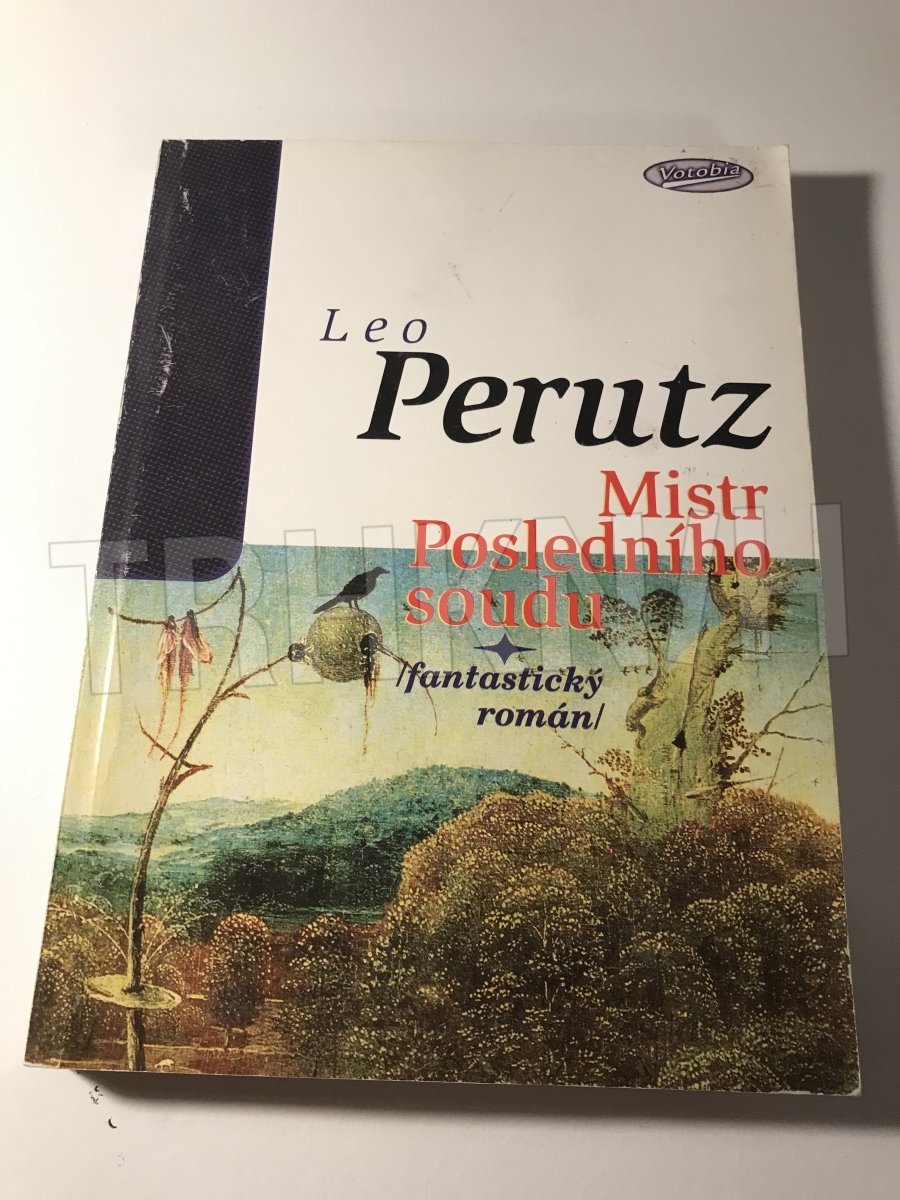 Votobia
Leo
Perutz
Mistr
Posledního
soudu
/fantastický
román/